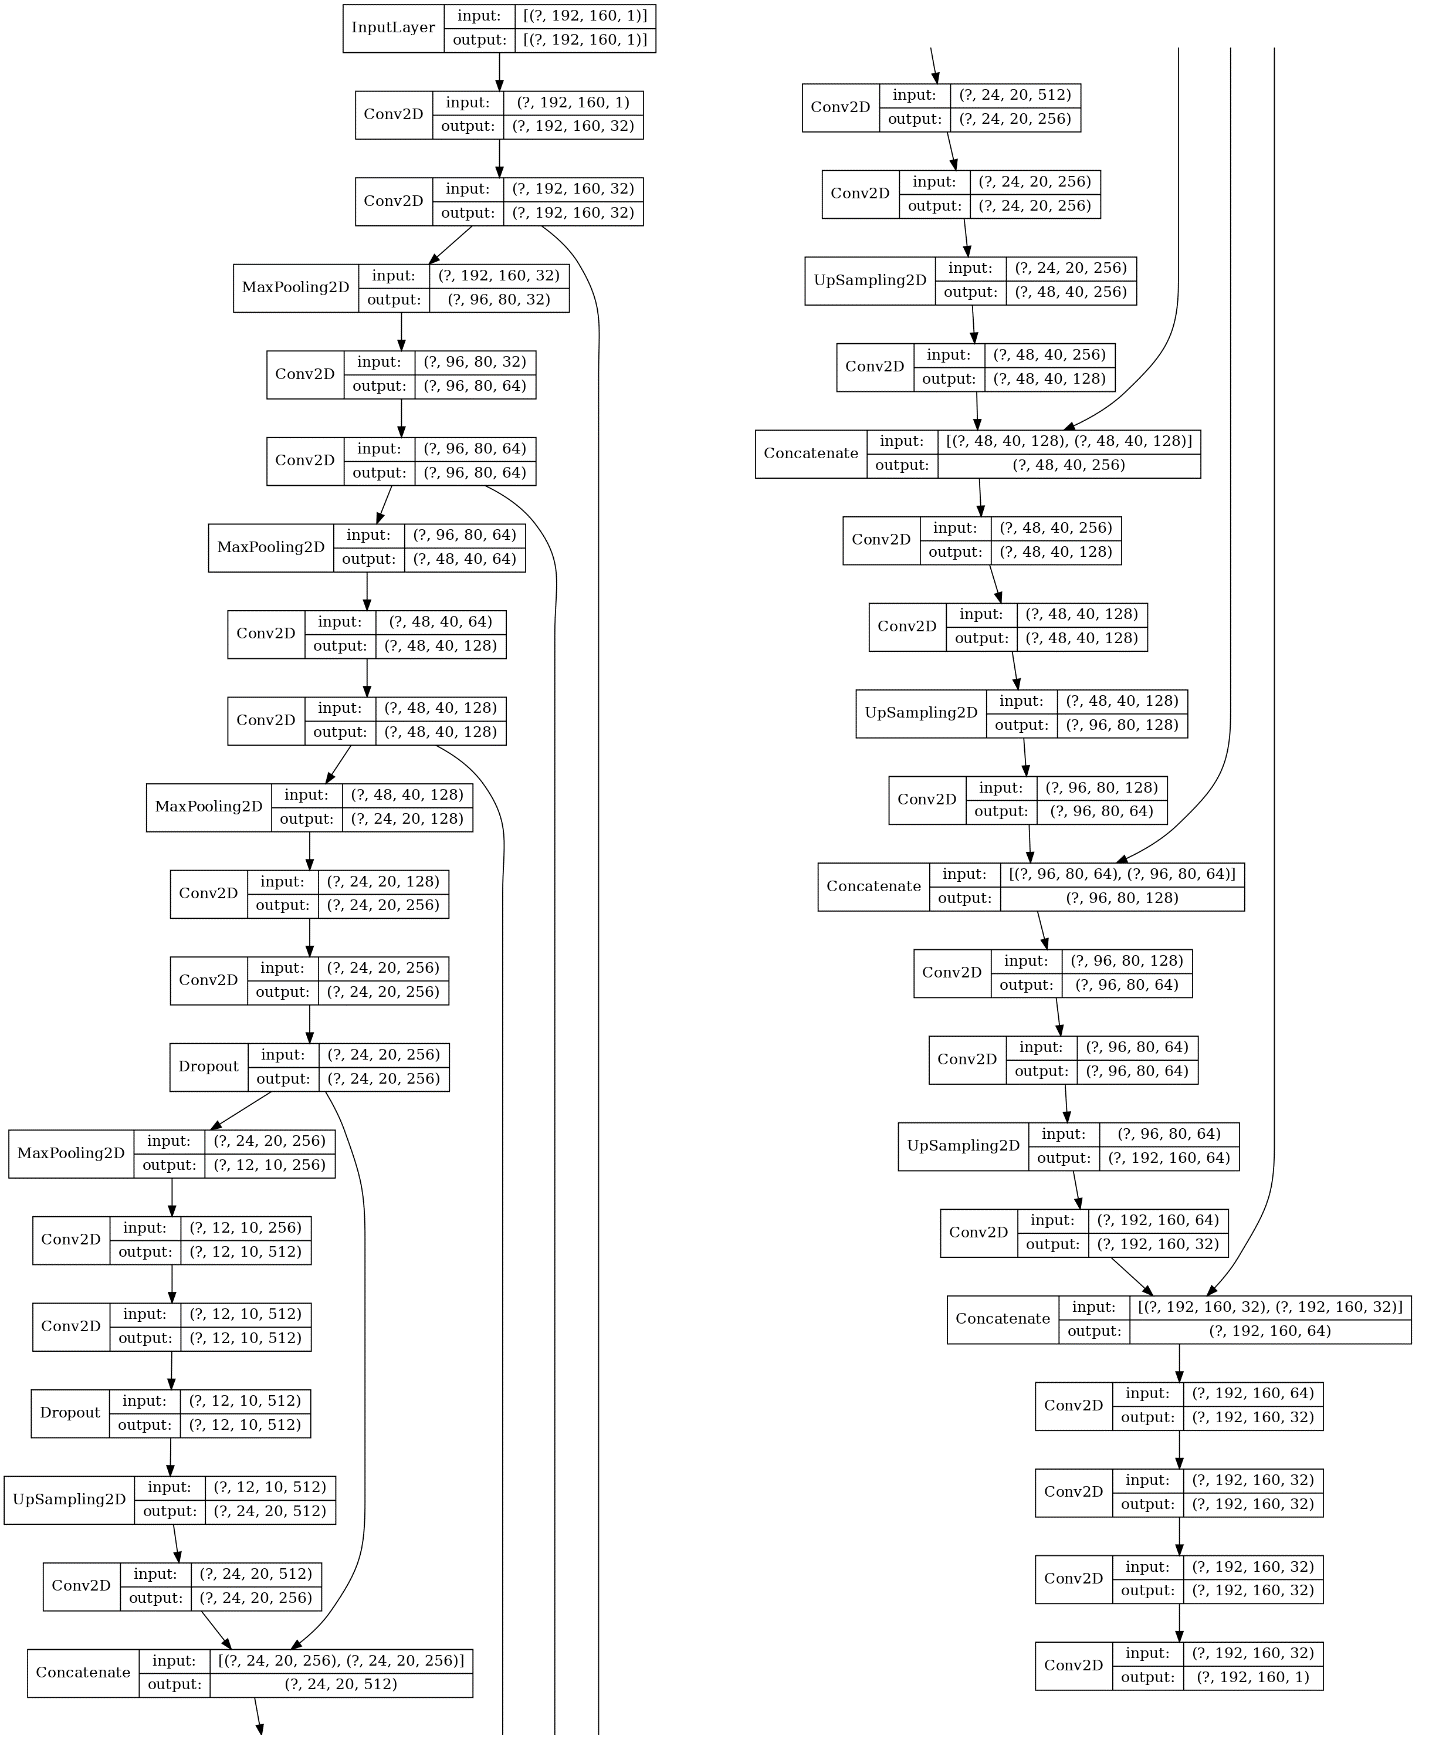 InputLayer input: [(?, 192, 160, 1)]
output: [(?, 192, 160, 1)]
Conv2D input: (?, 192, 160, 1)
output: (?, 192, 160, 32)
Conv2D input: (?, 192, 160, 32)
output: (?, 192, 160, 32)
MaxPooling2D input: (?, 192, 160, 32)
output: (?, 96, 80, 32)
Conv2D input: (?, 96, 80, 32)
output: (?, 96, 80, 64)
Conv2D input: (?, 96, 80, 64)
output: (?, 96, 80, 64)
MaxPooling2D input: (?, 96, 80, 64)
output: (?, 48, 40, 64)
Conv2D input: (?, 48, 40, 64)
output: (?, 48, 40, 128)
Conv2D input: (?, 48, 40, 128)
output: (?, 48, 40, 128)
MaxPooling2D input: (?, 48, 40, 128)
output: (?, 24, 20, 128)
Conv2D input: (?, 24, 20, 128)
output: (?, 24, 20, 256)
Conv2D input: (?, 24, 20, 256)
output: (?, 24, 20, 256)
Dropout input: (?, 24, 20, 256)
output: (?, 24, 20, 256)
MaxPooling2D input: (?, 24, 20, 256)
output: (?, 12, 10, 256)
Conv2D input: (?, 12, 10, 256)
output: (?, 12, 10, 512)
Conv2D input: (?, 12, 10, 512)
output: (?, 12, 10, 512)
Dropout input: (?, 12, 10, 512)
output: (?, 12, 10, 512)
UpSampling2D input: (?, 12, 10, 512)
output: (?, 24, 20, 512)
Conv2D input: (?, 24, 20, 512)
output: (?, 24, 20, 256)
Concatenate input: [(?, 24, 20, 256), (?, 24, 20, 256)]
output: (?, 24, 20, 512)
Conv2D input: (?, 24, 20, 512)
output: (?, 24, 20, 256)
Conv2D input: (?, 24, 20, 256)
output: (?, 24, 20, 256)
UpSampling2D input: (?, 24, 20, 256)
output: (?, 48, 40, 256)
Conv2D input: (?, 48, 40, 256)
output: (?, 48, 40, 128)
Concatenate input: [(?, 48, 40, 128), (?, 48, 40, 128)]
output: (?, 48, 40, 256)
Conv2D input: (?, 48, 40, 256)
output: (?, 48, 40, 128)
Conv2D input: (?, 48, 40, 128)
output: (?, 48, 40, 128)
UpSampling2D input: (?, 48, 40, 128)
output: (?, 96, 80, 128)
Conv2D input: (?, 96, 80, 128)
output: (?, 96, 80, 64)
Concatenate input: [(?, 96, 80, 64), (?, 96, 80, 64)]
output: (?, 96, 80, 128)
Conv2D input: (?, 96, 80, 128)
output: (?, 96, 80, 64)
Conv2D input: (?, 96, 80, 64)
output: (?, 96, 80, 64)
UpSampling2D input: (?, 96, 80, 64)
output: (?, 192, 160, 64)
Conv2D input: (?, 192, 160, 64)
output: (?, 192, 160, 32)
Concatenate input: [(?, 192, 160, 32), (?, 192, 160, 32)]
output: (?, 192, 160, 64)
Conv2D input: (?, 192, 160, 64)
output: (?, 192, 160, 32)
Conv2D input: (?, 192, 160, 32)
output: (?, 192, 160, 32)
Conv2D input: (?, 192, 160, 32)
output: (?, 192, 160, 32)
Conv2D input: (?, 192, 160, 32)
output: (?, 192, 160, 1)